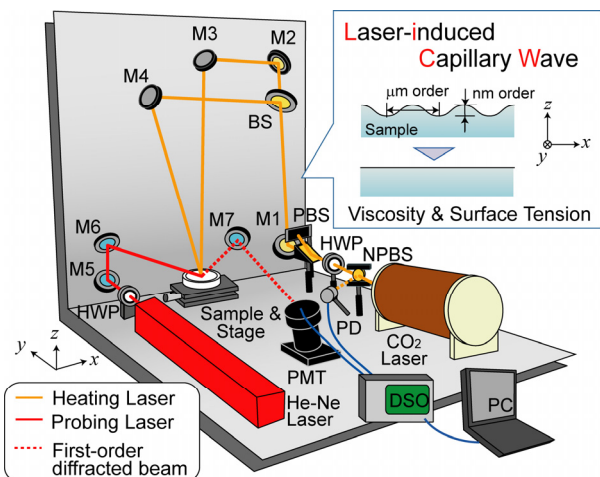 Laser-induced
Capillary Wave
μm order
nm order
Sample
z
y
x
Viscosity & Surface Tension
M3
M2
M4
BS
M6
M7
M1
PBS
HWP
NPBS
M5
HWP
Sample &
Stage
PD
CO2
Laser
PMT
He-Ne
Laser
DSO
PC
y
z
x
Heating Laser
Probing Laser
First-order
diffracted beam